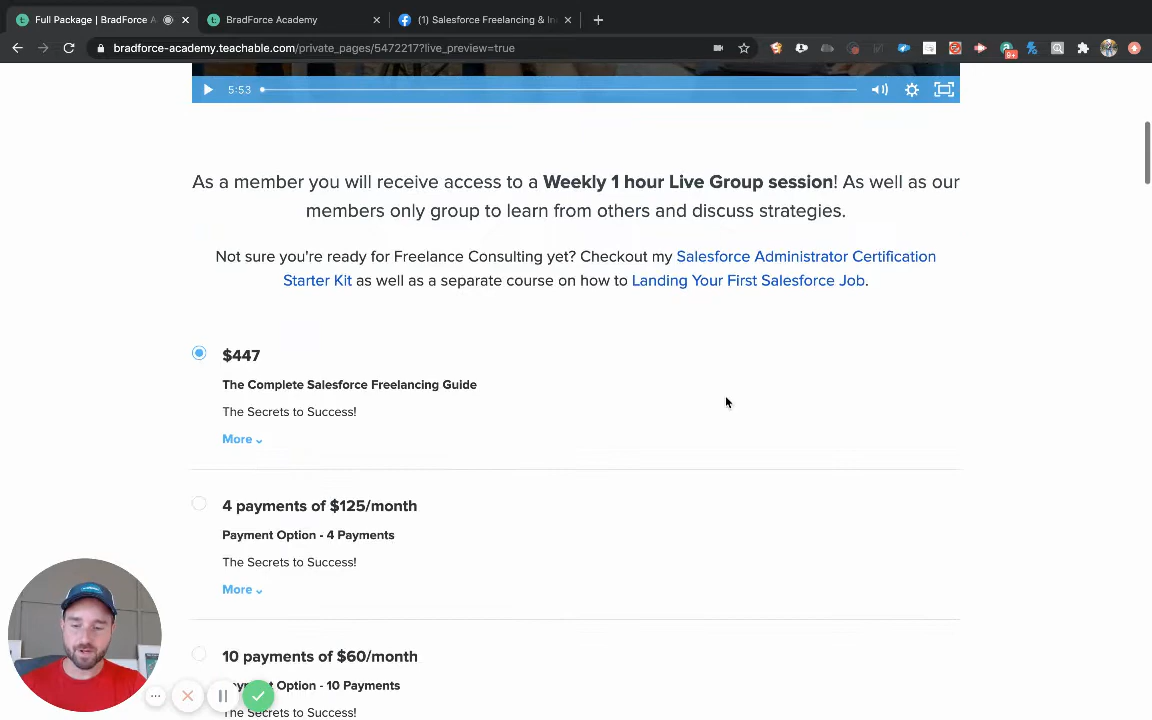 Full Package | BradForce A
BradForce Academy
(1) Salesforce Freelancing & In
bradforce-academy.teachable.com/private_pages/5472217?live_preview=true
9+
5:53
As a member you will receive access to a Weekly 1 hour Live Group session! As well as our
members only group to learn from others and discuss strategies.
Not sure you're ready for Freelance Consulting yet? Checkout my Salesforce Administrator Certification
Starter Kit as well as a separate course on how to Landing Your First Salesforce Job.
$447
The Complete Salesforce Freelancing Guide
The Secrets to Success!
More
4 payments of $125/month
Payment Option - 4 Payments
The Secrets to Success!
More
10 payments of $60/month
Option - 10 Payments
The Secrets to Success!